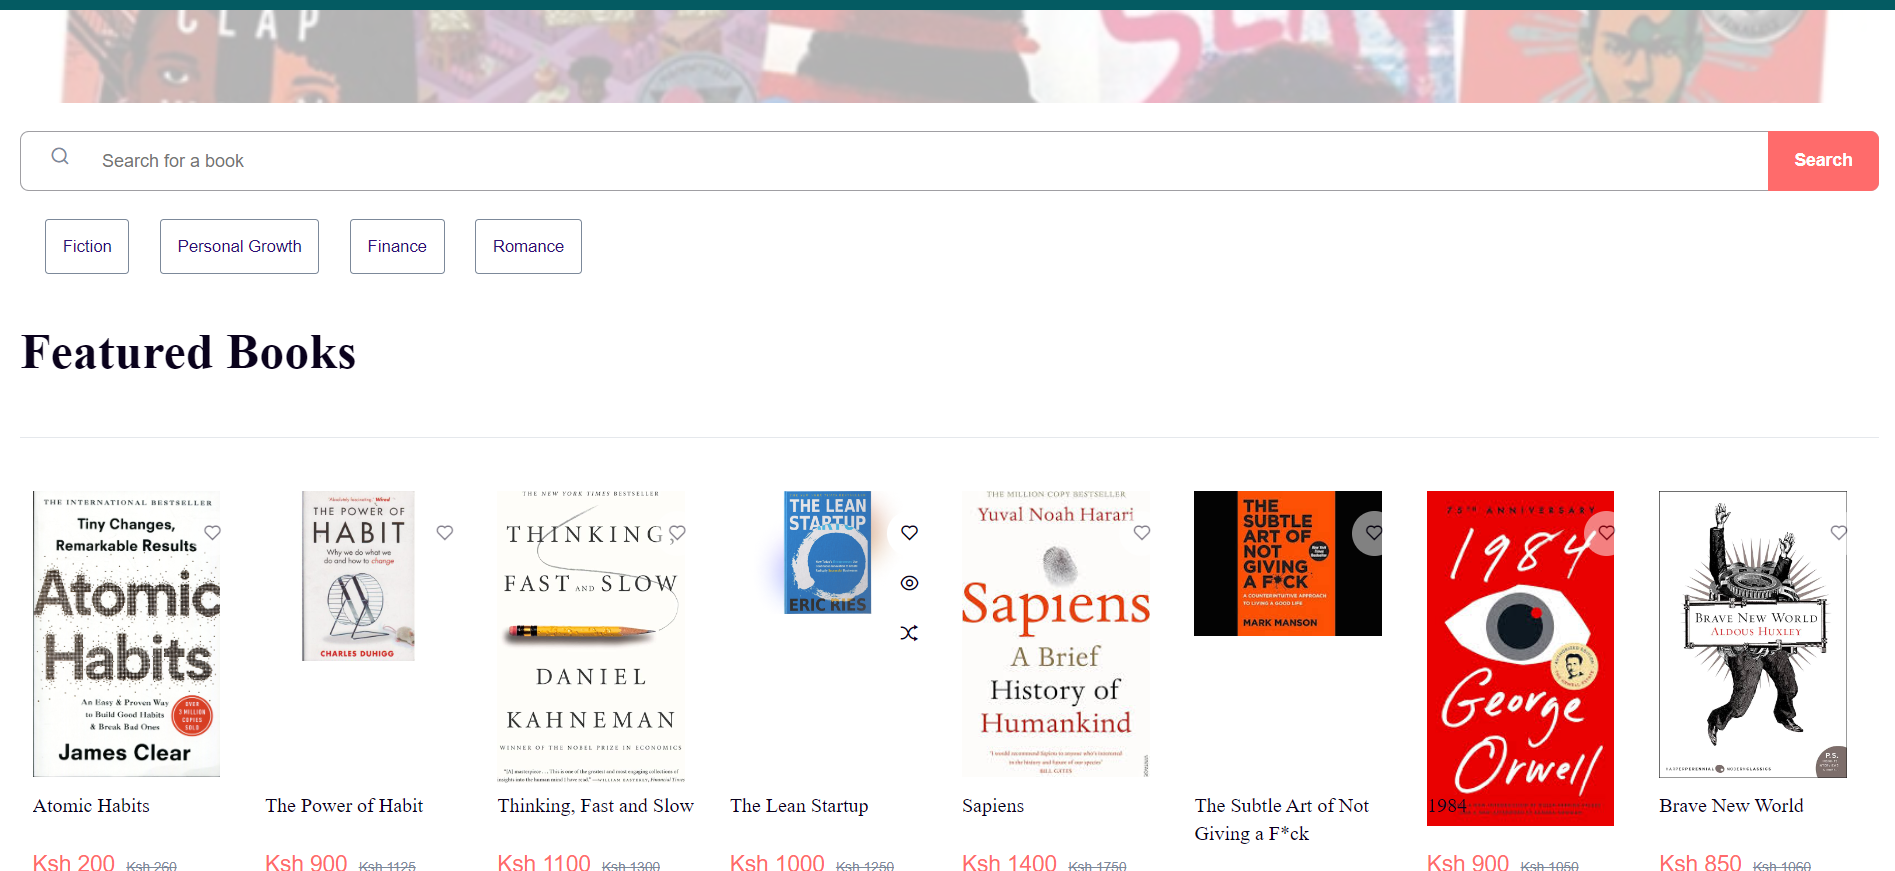 CLAP
Search for a book
Search
Fiction
Personal Growth
Finance
Romance
Featured Books
THE INTERNATIONAL BESTSELLER
Tiny Changes,
Remarkable Results
Atomic
Habits
An Easy & Proven Way
to Build Good Habits
& Break Bad Ones
OVER
3 MILLION
COPIES
SOLD
James Clear
Atomic Habits
Ksh 200 Ksh 260
'Absolutely fascinating.' Wired
THE POWER OF
HABIT
Why we do what we
do and how to change
CHARLES DUHIGG
The Power of Habit
Ksh 900 Ksh 1125
THE NEW YORK TIMES BESTSELLER
THINKING,
FAST AND SLOW
DANIEL
KAHNEMAN
WINNER OF THE NOBEL PRIZE IN ECONOMICS
Thinking, Fast and Slow
Ksh 1100 Ksh 1300
THE LEAN
STARTUP
ERIC RIES
The Lean Startup
Ksh 1000 Ksh 1250
THE MILLION COPY BESTSELLER
Yuval Noah Harari
Sapiens
A Brief
History of
Humankind
BILL GATES
Sapiens
Ksh 1400 Ksh 1750
THE
SUBTLE
ART OF
NOT
GIVING
A F*CK
A COUNTERINTUITIVE APPROACH
TO LIVING A GOOD LIFE
MARK MANSON
The Subtle Art of Not
Giving a F*ck
75TH ANNIVERSARY
1984
George
Orwell
1984
Ksh 900 Ksh 1050
BRAVE NEW WORLD
ALDOUS HUXLEY
P.S.
HARPERPERENNIAL MODERNCLASSICS
Brave New World
Ksh 850 Ksh 1060